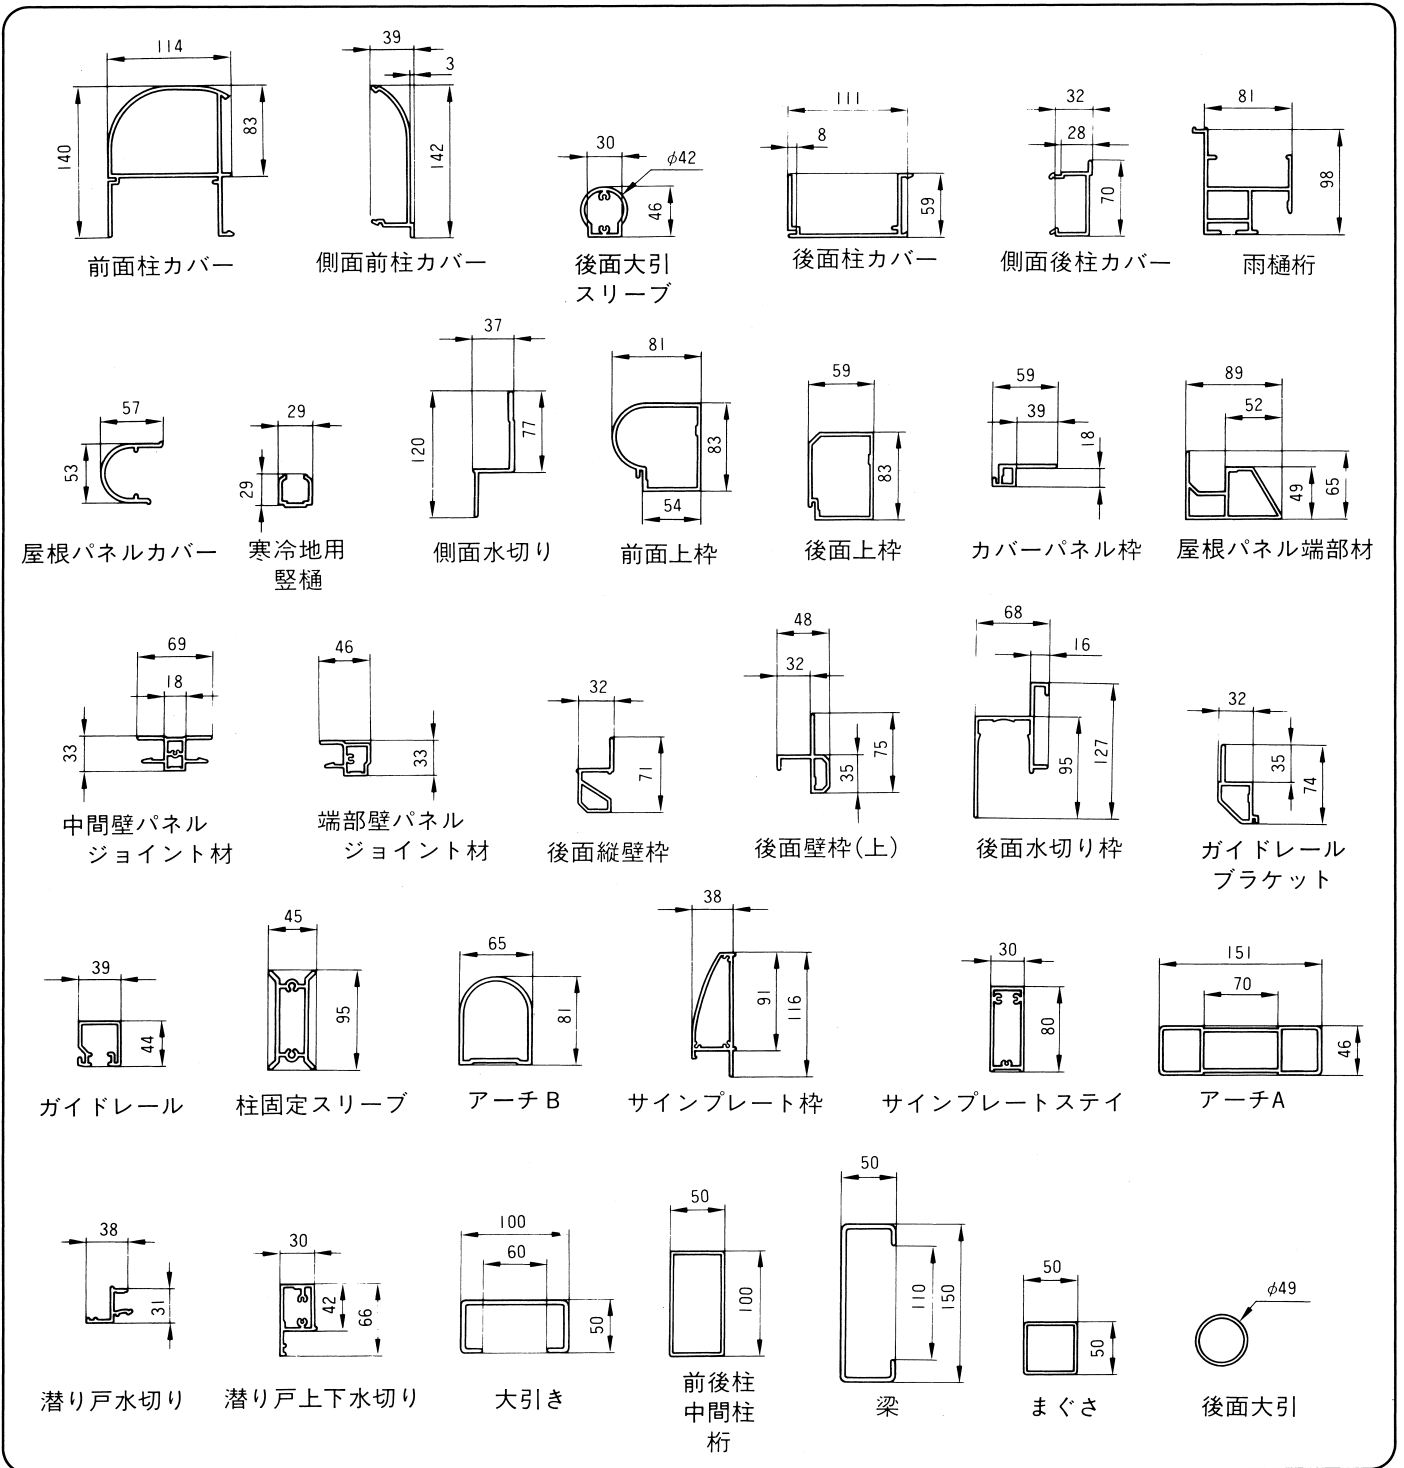 114
140
83
前面柱カバー
39
3
142
側面前柱カバー
30
φ42
46
後面大引
スリーブ
111
8
59
後面柱カバー
32
28
70
側面後柱カバー
81
98
雨樋桁
57
53
屋根パネルカバー
29
29
寒冷地用
竪樋
37
120
77
側面水切り
81
83
54
前面上枠
59
83
後面上枠
59
39
18
カバーパネル枠
89
52
49
65
屋根パネル端部材
69
18
33
中間壁パネル
ジョイント材
46
33
端部壁パネル
ジョイント材
32
71
後面縦壁枠
48
32
35
75
後面壁枠(上)
68
16
95
127
後面水切り枠
32
35
74
ガイドレール
ブラケット
39
44
ガイドレール
45
95
柱固定スリーブ
65
81
アーチB
38
91
116
サインプレート枠
30
80
サインプレートステイ
151
70
46
アーチA
38
31
潜り戸水切り
30
42
66
潜り戸上下水切り
100
60
50
大引き
50
100
前後柱
中間柱
桁
50
110
150
梁
50
50
まぐさ
φ49
後面大引